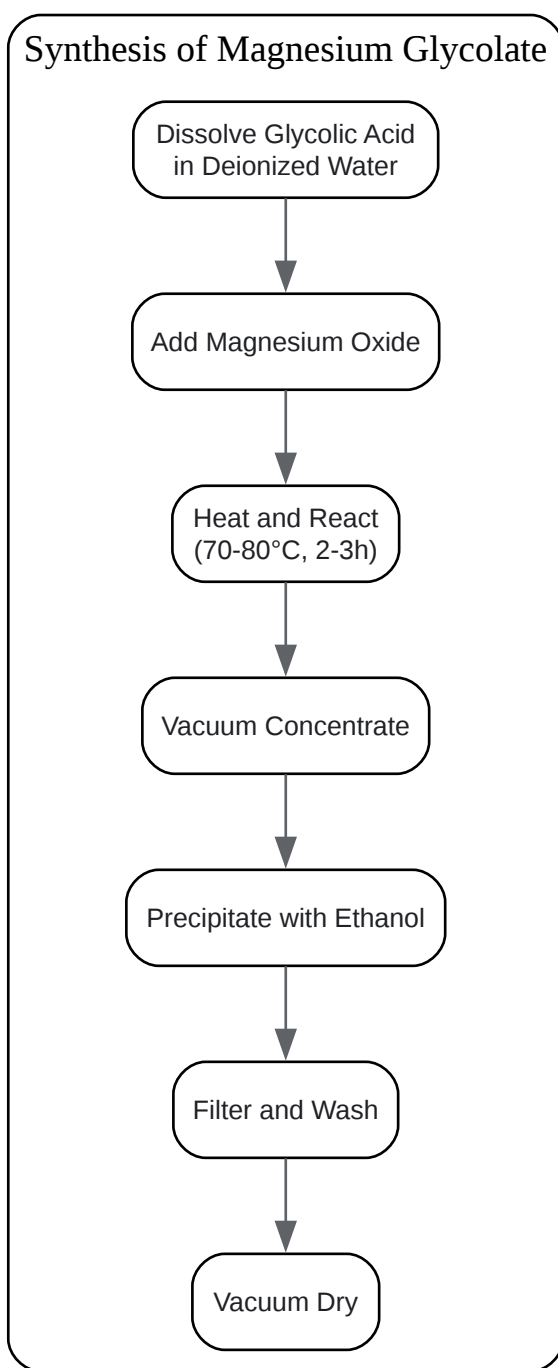 Synthesis of Magnesium Glycolate
Dissolve Glycolic Acid
in Deionized Water
Add Magnesium Oxide
Heat and React
(70-80°C, 2-3h)
Vacuum Concentrate
Precipitate with Ethanol
Filter and Wash
Vacuum Dry